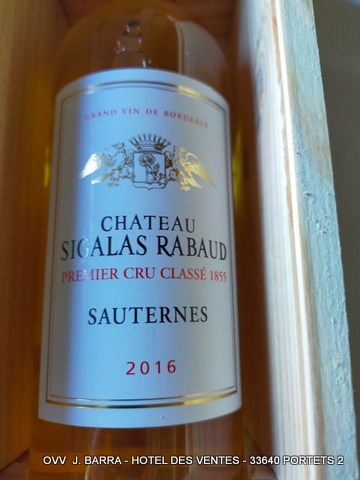 GRAND VIN DE BORDEAUX
CHATEAU
SIGALAS RABAUD
PREMIER CRU CLASSÉ 1855
SAUTERNES
2016
OVV J. BARRA - HOTEL DES VENTES - 33640 PORTETS 2